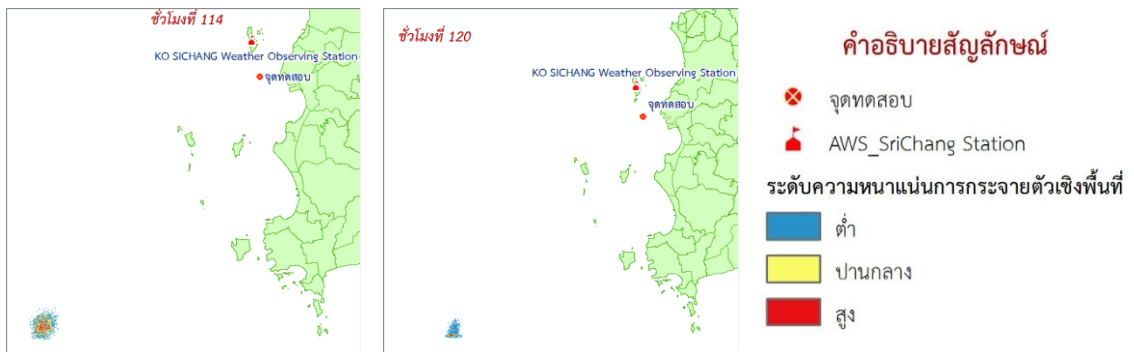 ชั่วโมงที่ 114
KO SICHANG Weather Observing Station
จุดทดสอบ
ชั่วโมงที่ 120
KO SICHANG Weather Observing Station
จุดทดสอบ
คำอธิบายสัญลักษณ์
จุดทดสอบ
AWS_SriChang Station
ระดับความหนาแน่นการกระจายตัวเชิงพื้นที่
ต่ำ
ปานกลาง
สูง